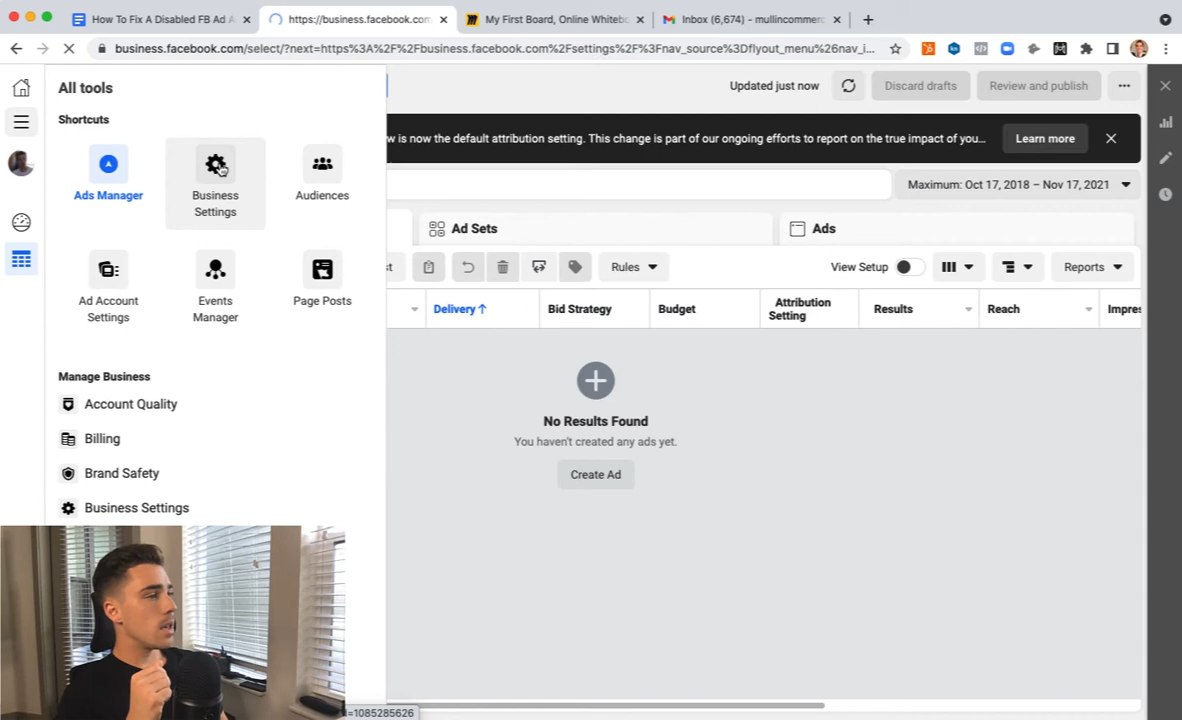 How To Fix A Disabled FB Ad A
https://business.facebook.com/
My First Board, Online Whitebo
Inbox (6,674) – mullincommerc
business.facebook.com/select/?next=https%3A%2F%2Fbusiness.facebook.com%2Fsettings%2F%3Fnav_source%3Dflyout_menu%26nav_i...
All tools
Updated just now
Discard drafts
Review and publish
Shortcuts
w is now the default attribution setting. This change is part of our ongoing efforts to report on the true impact of you...
Learn more
Ads Manager
Business
Settings
Audiences
Maximum: Oct 17, 2018 – Nov 17, 2021
Ad Sets
Ads
st
Rules
View Setup
Reports
Ad Account
Settings
Events
Manager
Page Posts
Delivery
Bid Strategy
Budget
Attribution
Setting
Results
Reach
Impres
Manage Business
Account Quality
Billing
Brand Safety
Business Settings
No Results Found
You haven't created any ads yet.
Create Ad
d=1085285626